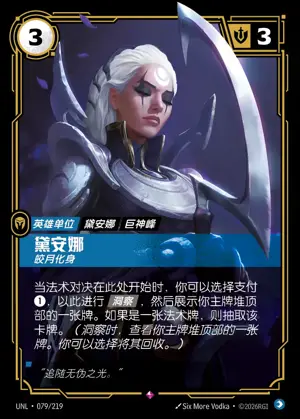 3
3
英雄单位 黛安娜 巨神峰
黛安娜
皎月化身
当法术对决在此处开始时，你可以选择支付
1，以此进行 洞察，然后展示你主牌堆顶
部的一张牌。如果是一张法术牌，则抽取该
卡牌。（洞察时，查看你主牌堆顶部的一张
牌。你可以选择将其回收。）
“追随无伪之光。”
UNL • 079/219
Six More Vodka • ©2026RGI